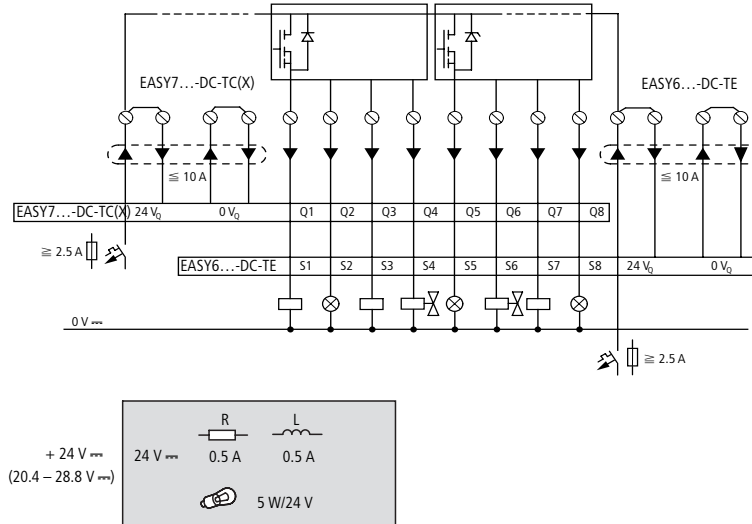 EASY7...-DC-TC(X)
EASY6...-DC-TE
≦ 10 A
≦ 10 A
EASY7...-DC-TC(X) 24 VQ 0 VQ Q1 Q2 Q3 Q4 Q5 Q6 Q7 Q8
≧ 2.5 A
EASY6...-DC-TE S1 S2 S3 S4 S5 S6 S7 S8 24 VQ 0 VQ
0 V ⎓
≧ 2.5 A
R L
+ 24 V ⎓ 24 V ⎓ 0.5 A 0.5 A
(20.4 – 28.8 V ⎓)
5 W/24 V